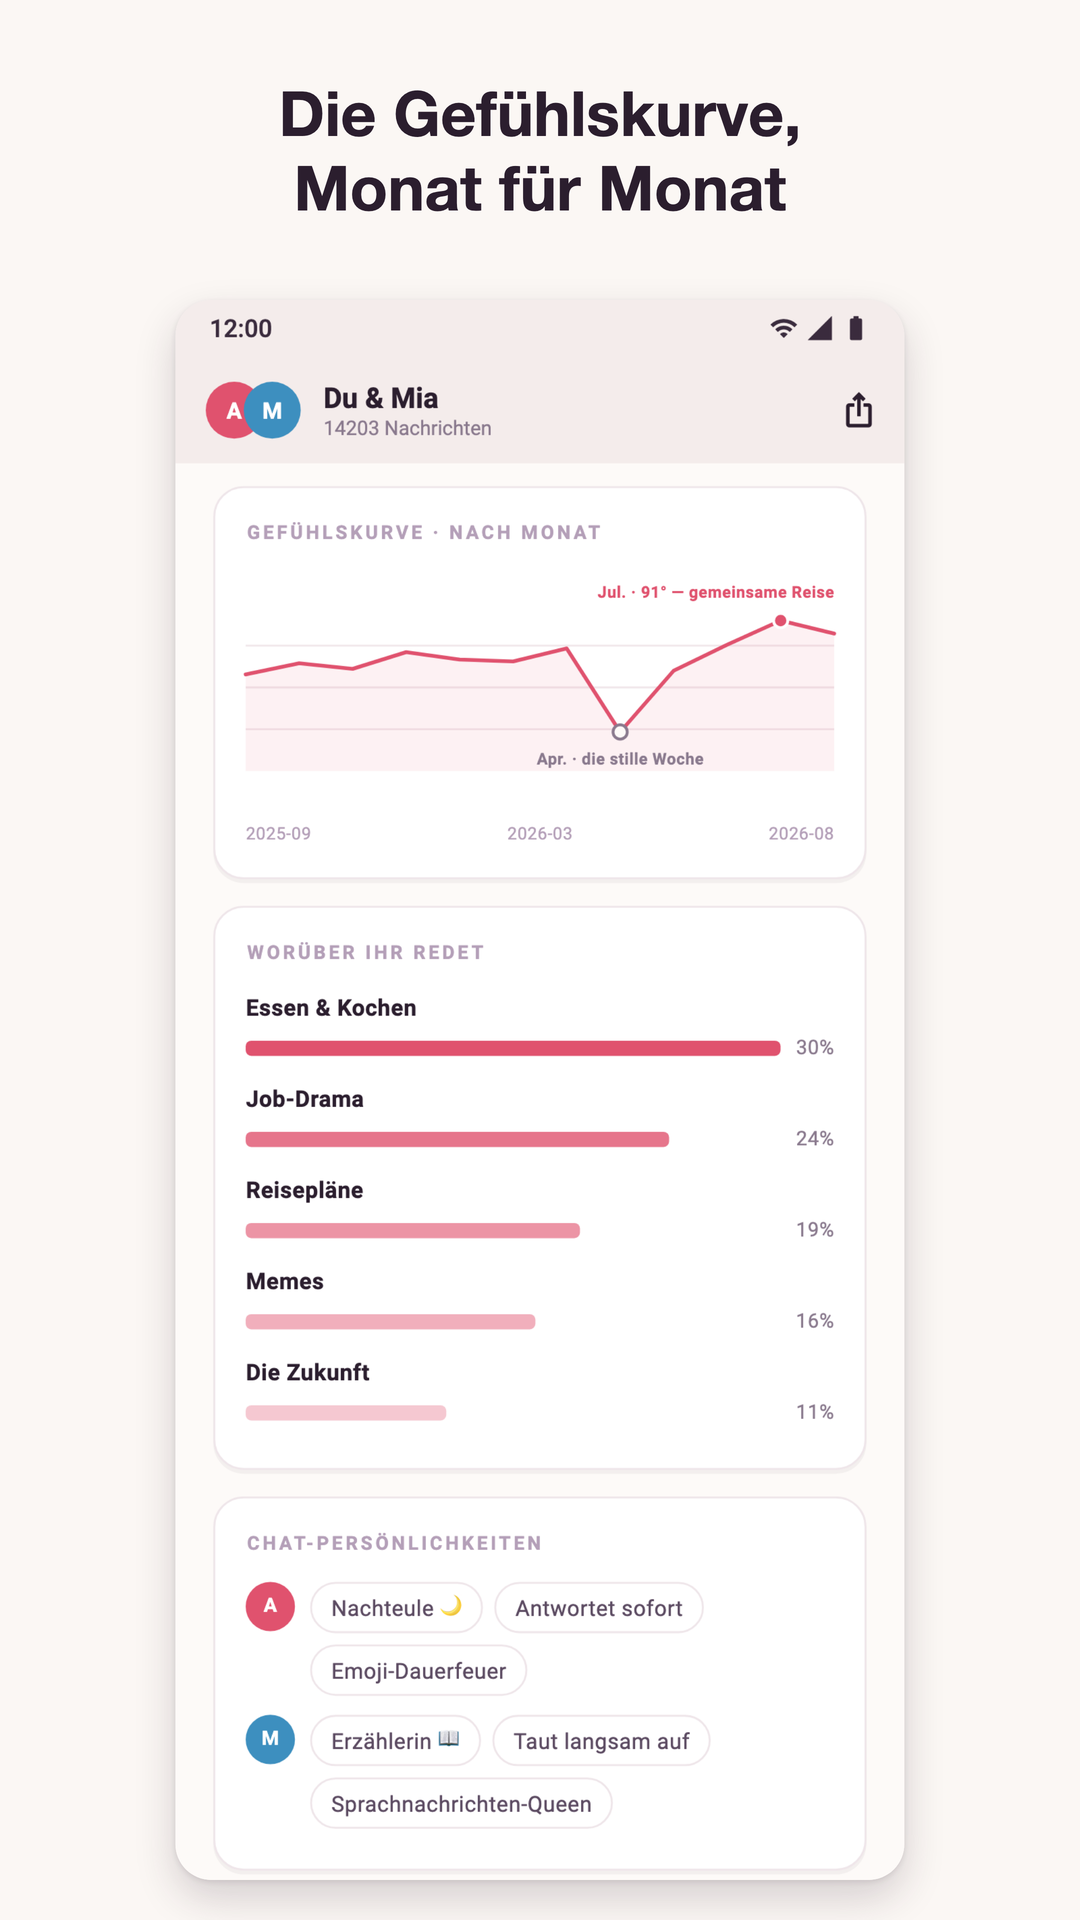 Die Gefühlskurve,
Monat für Monat
12:00
A M Du & Mia
14203 Nachrichten
GEFÜHLSKURVE · NACH MONAT
Jul. · 91° — gemeinsame Reise
Apr. · die stille Woche
2025-09 2026-03 2026-08
WORÜBER IHR REDET
Essen & Kochen
30%
Job-Drama
24%
Reisepläne
19%
Memes
16%
Die Zukunft
11%
CHAT-PERSÖNLICHKEITEN
A Nachteule 🌙 Antwortet sofort
Emoji-Dauerfeuer
M Erzählerin 📖 Taut langsam auf
Sprachnachrichten-Queen